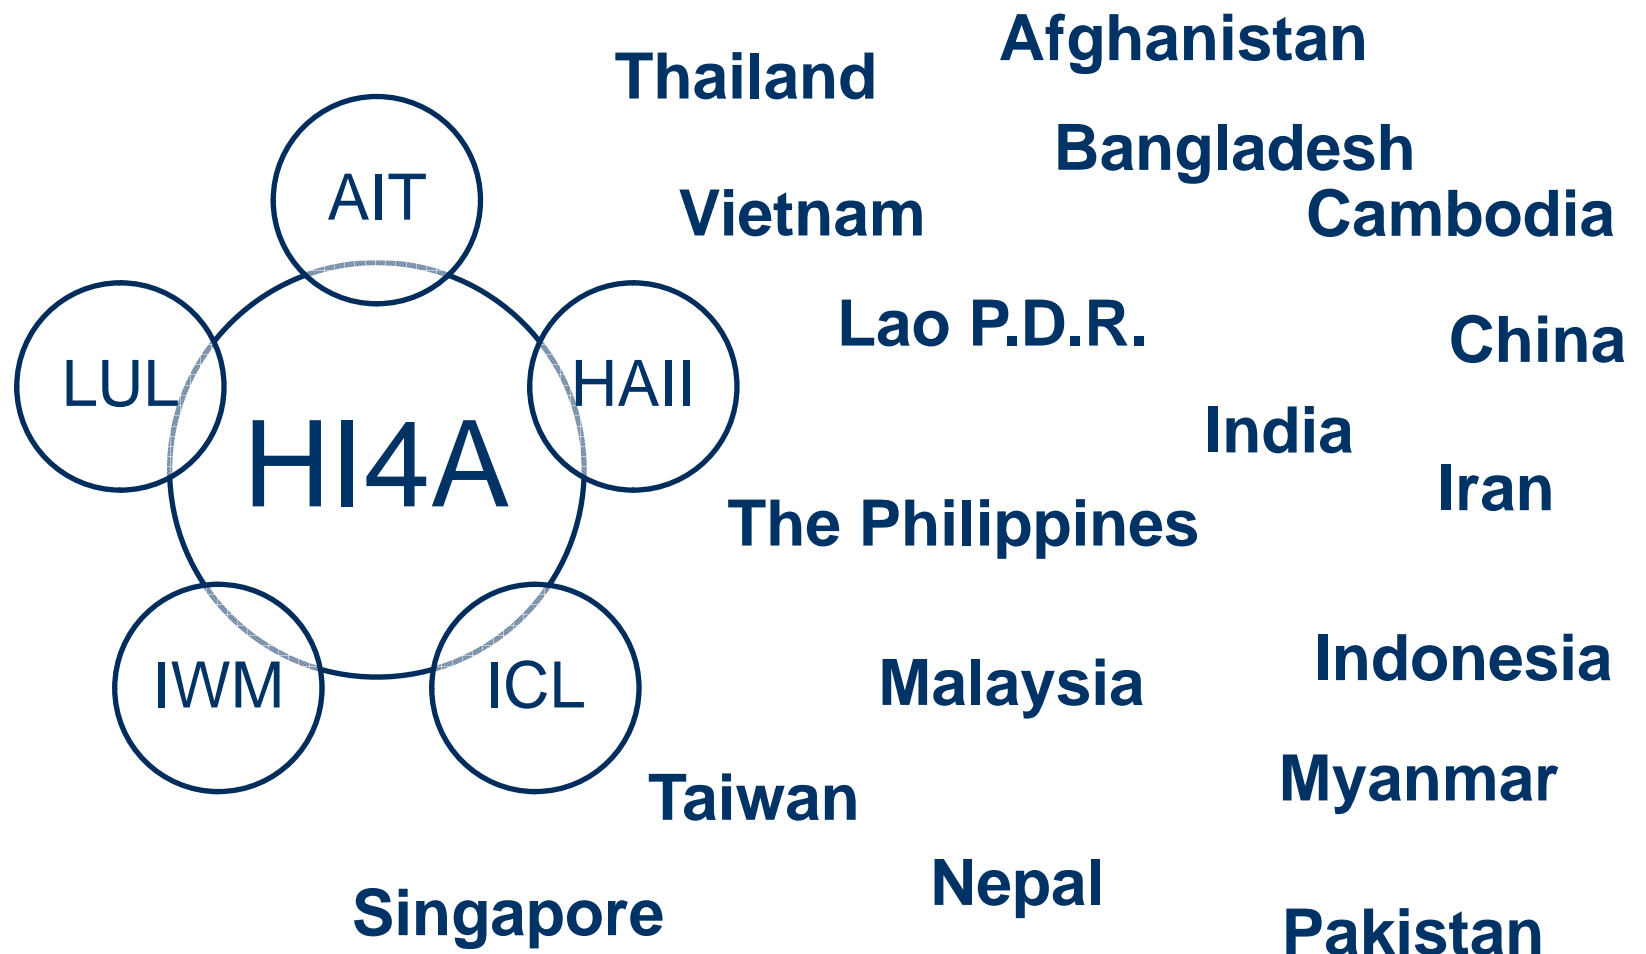 Afghanistan
Thailand
Bangladesh
AIT
Vietnam
Cambodia
Lao P.D.R.
China
LUL
HAII
India
HI4A
Iran
The Philippines
Indonesia
IWM
ICL
Malaysia
Myanmar
Taiwan
Nepal
Singapore
Pakistan